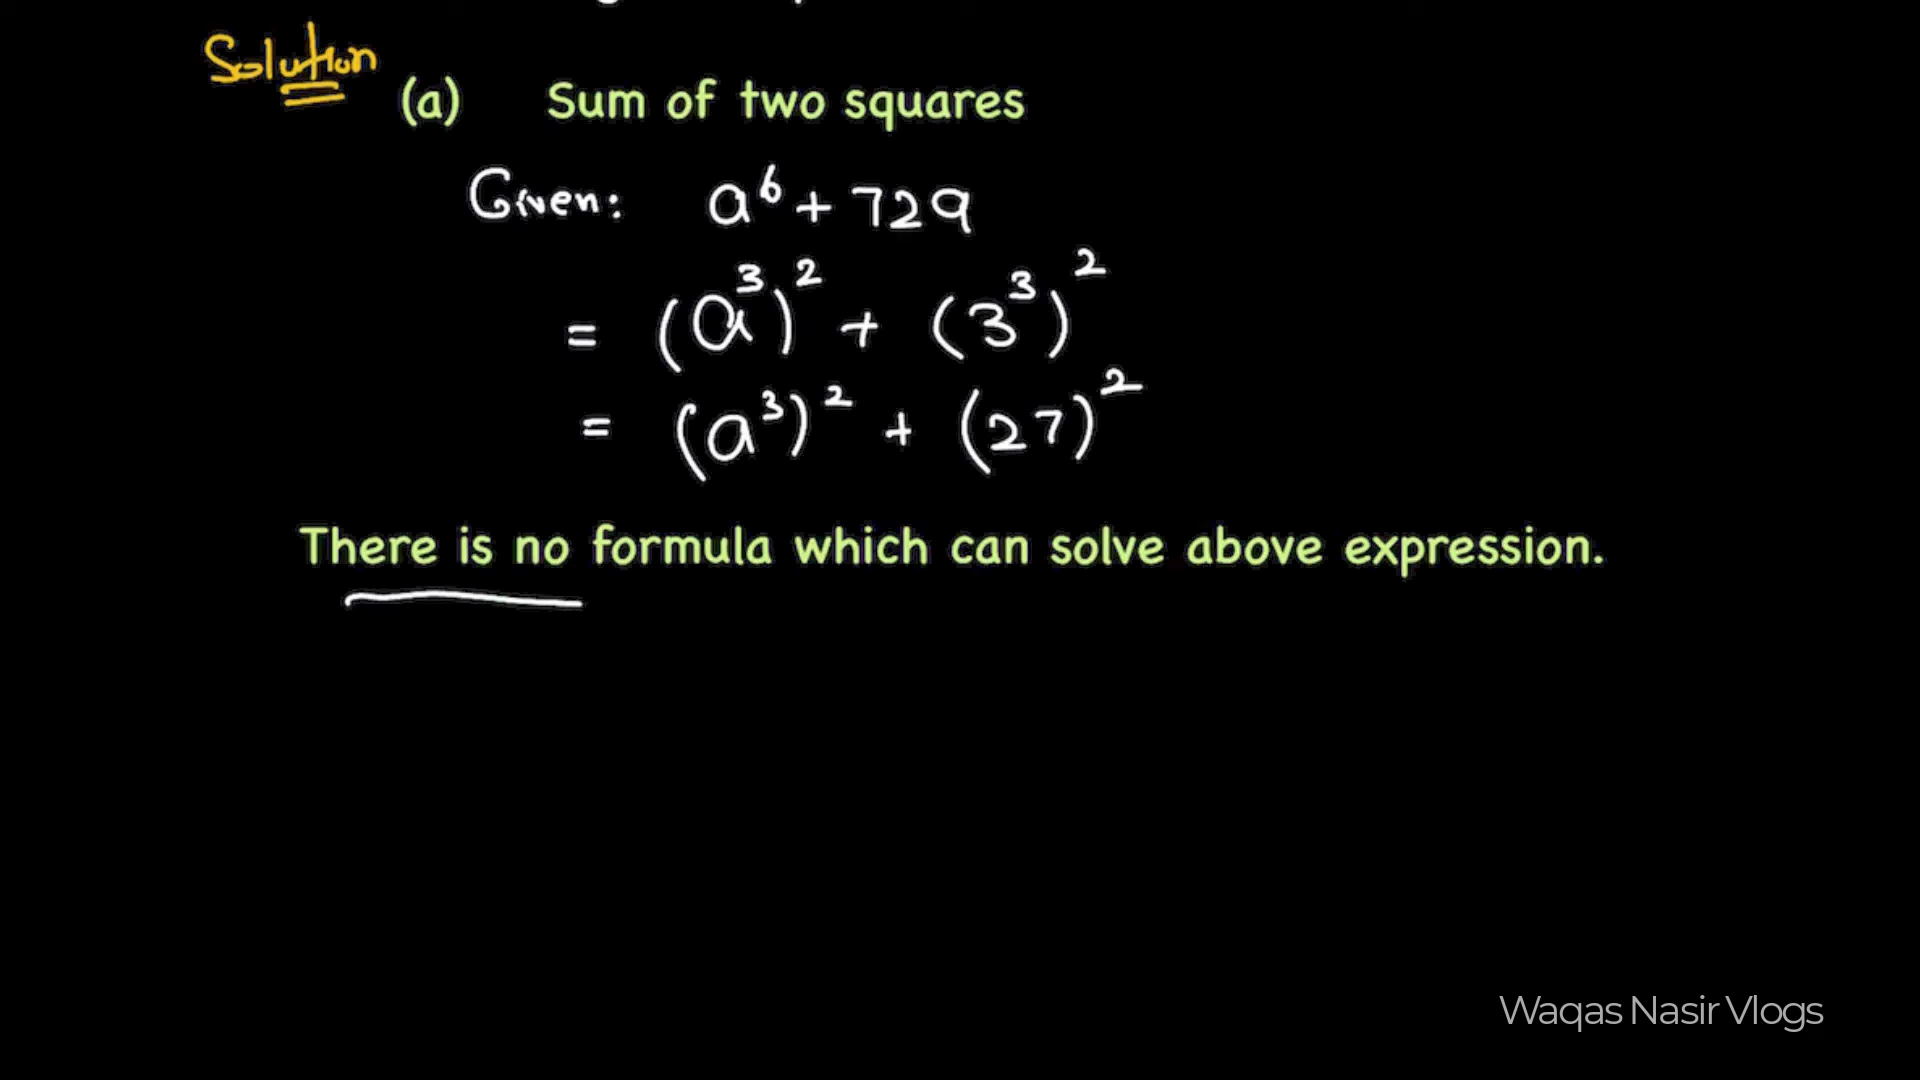 Solution
(a) Sum of two squares
Given: a⁶ + 729
= (a³)² + (3³)²
= (a³)² + (27)²
There is no formula which can solve above expression.
Waqas Nasir Vlogs